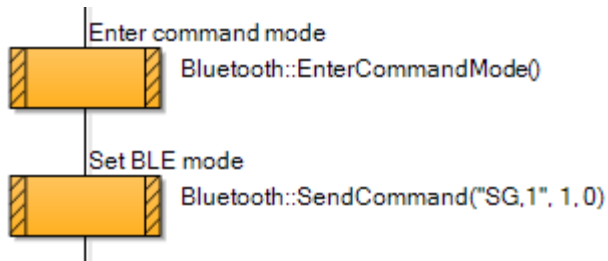 Enter command mode
Bluetooth::EnterCommandMode()
Set BLE mode
Bluetooth::SendCommand("SG,1", 1, 0)